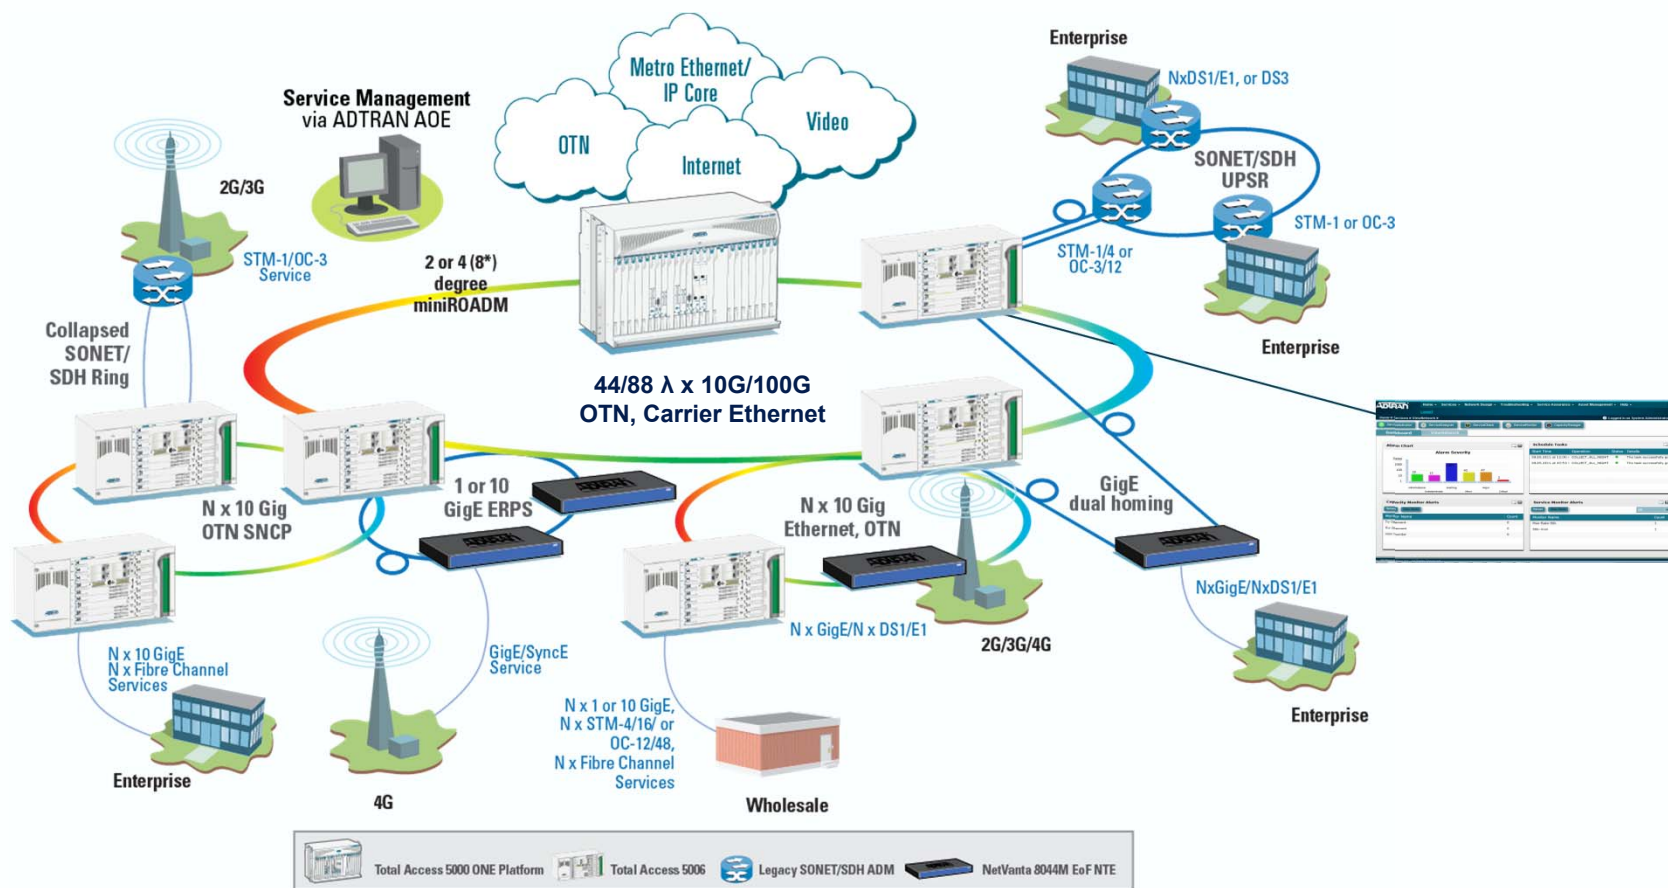 Metro Ethernet/
IP Core
OTN
Video
Internet
Service Management
via ADTRAN AOE
2G/3G
STM-1/OC-3
Service
Collapsed
SONET/
SDH Ring
2 or 4 (8*)
degree
miniROADM
Enterprise
NxDS1/E1, or DS3
SONET/SDH
UPSR
STM-1 or OC-3
STM-1/4 or
OC-3/12
Enterprise
44/88 λ x 10G/100G
OTN, Carrier Ethernet
N x 10 Gig
OTN SNCP
1 or 10
GigE ERPS
N x 10 Gig
Ethernet, OTN
GigE
dual homing
ADTRAN
Alarm Severity
NxGigE/NxDS1/E1
N x GigE/N x DS1/E1
2G/3G/4G
Enterprise
N x 10 GigE
N x Fibre Channel
Services
Enterprise
GigE/SyncE
Service
4G
N x 1 or 10 GigE,
N x STM-4/16/ or
OC-12/48,
N x Fibre Channel
Services
Wholesale
Total Access 5000 ONE Platform
Total Access 5006
Legacy SONET/SDH ADM
NetVanta 8044M EoF NTE